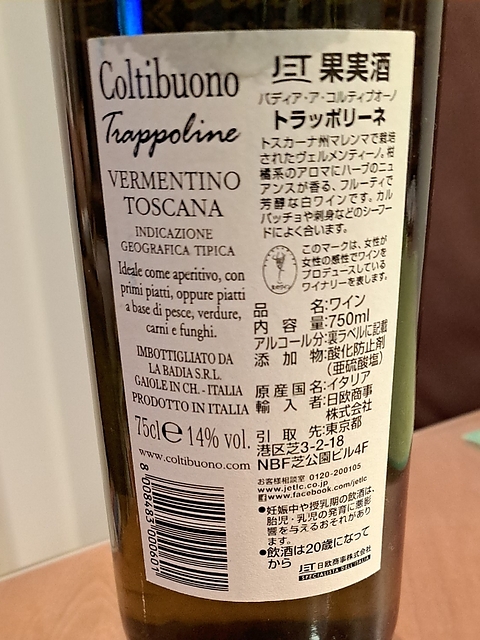 Coltibuono
Trappoline
VERMENTINO
TOSCANA
INDICAZIONE
GEOGRAFICA TIPICA
Ideale come aperitivo, con
primi piatti, oppure piatti
a base di pesce, verdure,
carni e funghi.
IMBOTTIGLIATO DA
LA BADIA S.R.L.
GAIOLE IN CH. - ITALIA
PRODOTTO IN ITALIA
75cl e 14% vol.
www.coltibuono.com
8 008483 000601
JET 果実酒
バディア・ア・コルティブオーノ
トラッポリーネ
トスカーナ州マレンマで栽培
されたヴェルメンティーノ。柑
橘系のアロマにハーブのニュ
アンスが香る、フルーティで
芳醇な白ワインです。カル
パッチョや刺身などのシーフー
ドによく合います。
このマークは、女性が
女性の感性でワインを
プロデュースしている
ワイナリーを表します。
品名:ワイン
内容量:750ml
アルコール分:裏ラベルに記載
添加物:酸化防止剤
(亜硫酸塩)
原産国名:イタリア
輸入者:日欧商事
株式会社
引取先:東京都
港区芝3-2-18
NBF芝公園ビル4F
お客様相談室 0120-200105
www.jetlc.co.jp
www.facebook.com/jetlc
●妊娠中や授乳期の飲酒は、
胎児・乳児の発育に悪影
響を与えるおそれがあり
ます。
●飲酒は20歳になって
から
JET 日欧商事株式会社
SPECIALISTA DELL'ITALIA